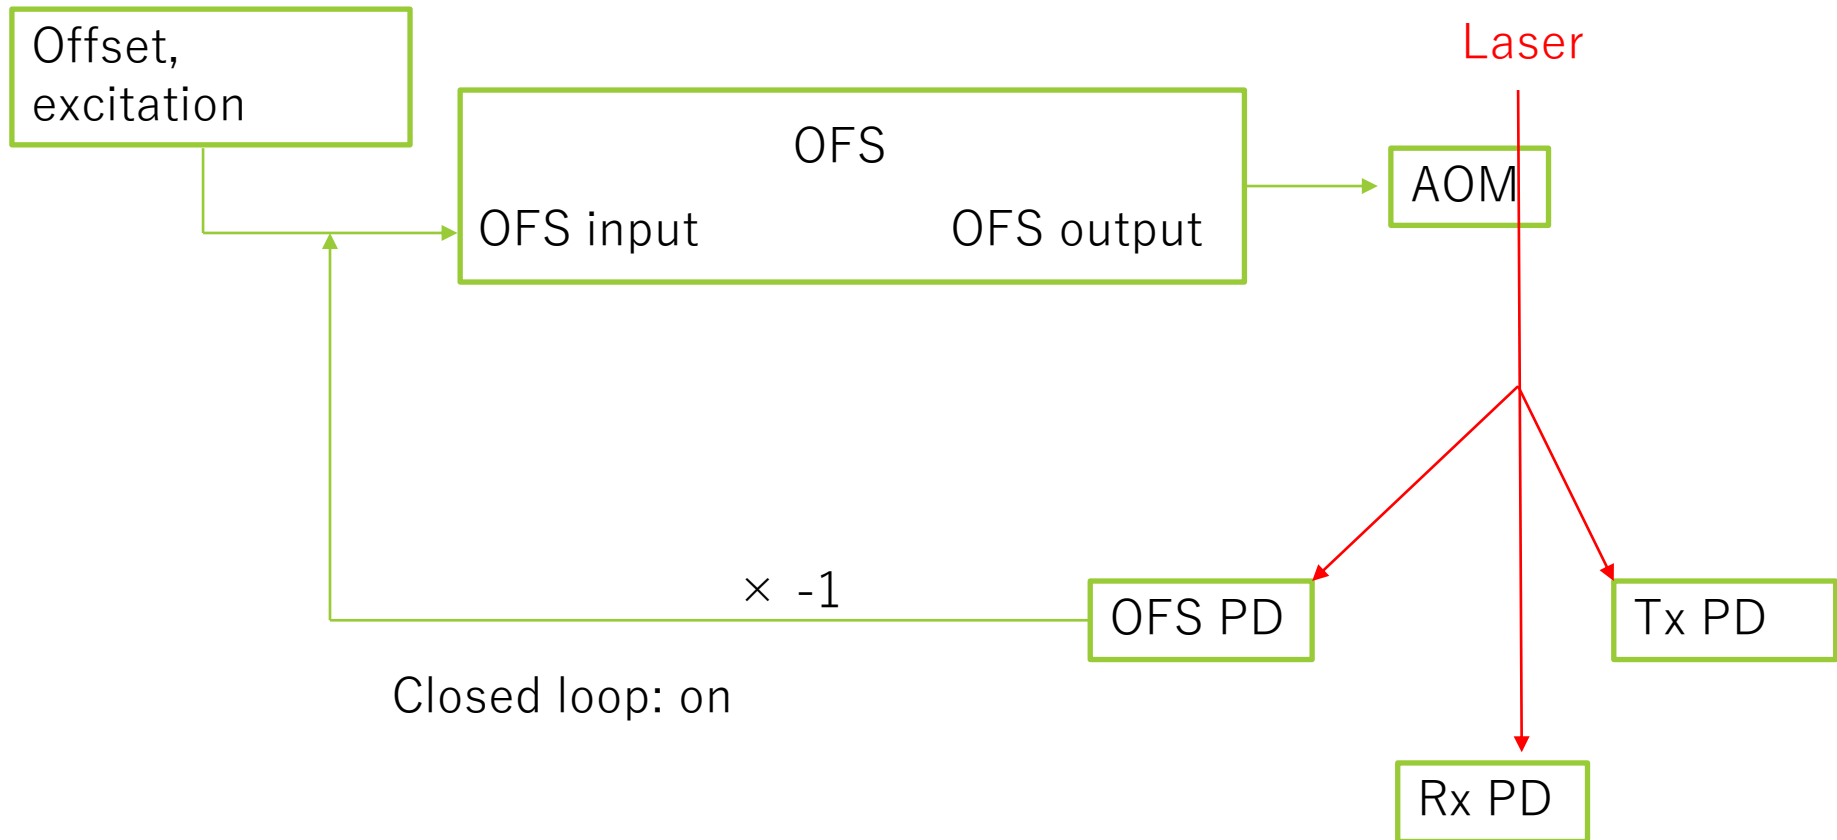 Offset,
excitation
Laser
OFS
AOM
OFS input
OFS output
× -1
OFS PD
Tx PD
Closed loop: on
Rx PD